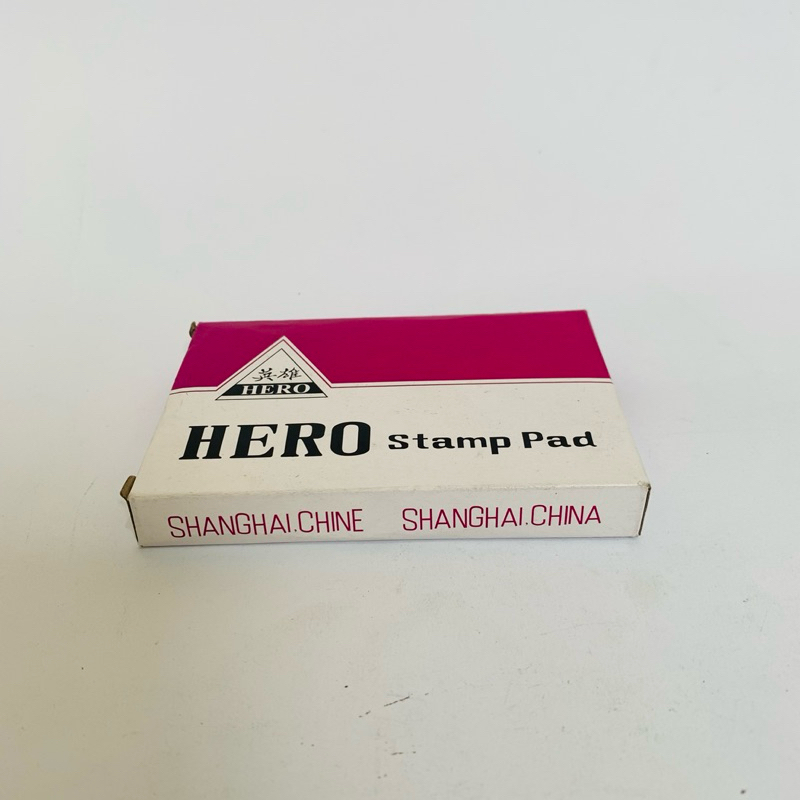 英雄
HERO
HERO Stamp Pad
SHANGHAI.CHINE SHANGHAI.CHINA